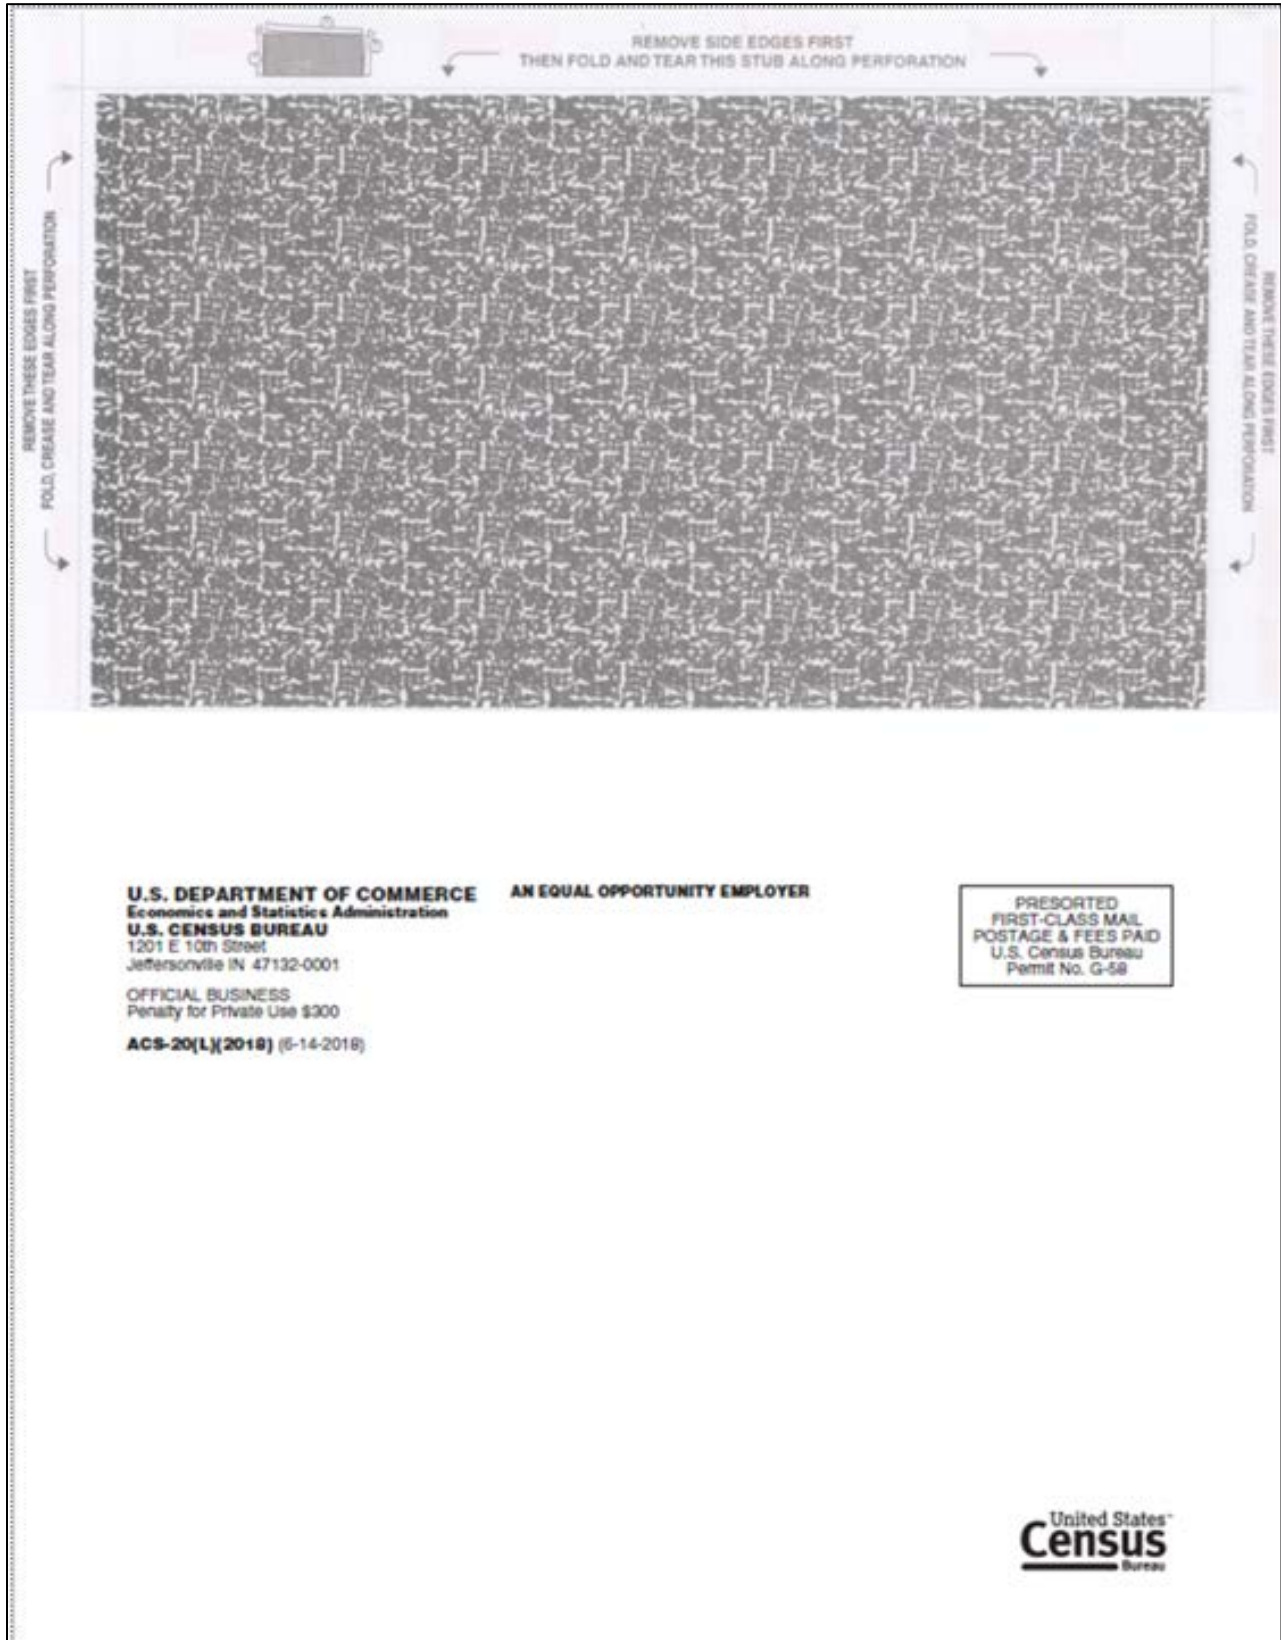 REMOVE SIDE EDGES FIRST
THEN FOLD AND TEAR THIS STUB ALONG PERFORATION
REMOVE THESE EDGES FIRST
FOLD, CREASE AND TEAR ALONG PERFORATION
REMOVE THESE EDGES FIRST
FOLD, CREASE AND TEAR ALONG PERFORATION
U.S. DEPARTMENT OF COMMERCE
Economics and Statistics Administration
U.S. CENSUS BUREAU
1201 E 10th Street
Jeffersonville IN 47132-0001
OFFICIAL BUSINESS
Penalty for Private Use $300
ACS-20(L)(2018) (6-14-2018)
AN EQUAL OPPORTUNITY EMPLOYER
PRESORTED
FIRST-CLASS MAIL
POSTAGE & FEES PAID
U.S. Census Bureau
Permit No. G-58
United States™
Census
Bureau